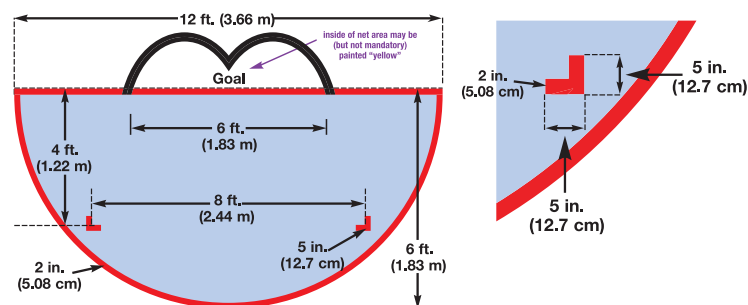 12 ft. (3.66 m)
inside of net area may be
(but not mandatory)
painted “yellow”
Goal
6 ft.
(1.83 m)
4 ft.
(1.22 m)
8 ft.
(2.44 m)
5 in.
(12.7 cm)
2 in.
(5.08 cm)
6 ft.
(1.83 m)
2 in.
(5.08 cm)
5 in.
(12.7 cm)
5 in.
(12.7 cm)